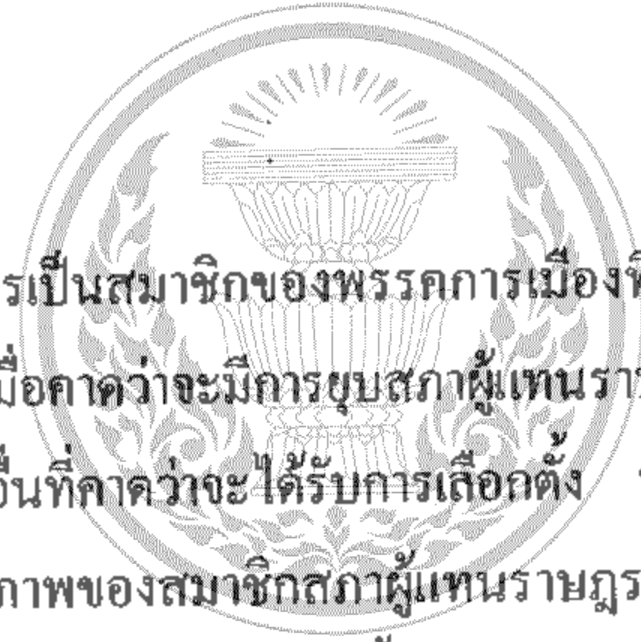 รเป็นสมาชิกของพรรคการเมืองที่
มื่อคาดว่าจะมีการยุบสภาผู้แทนรา
อื่นที่คาดว่าจะได้รับการเลือกตั้ง
ภาพของสมาชิกสภาผู้แทนราษฎร